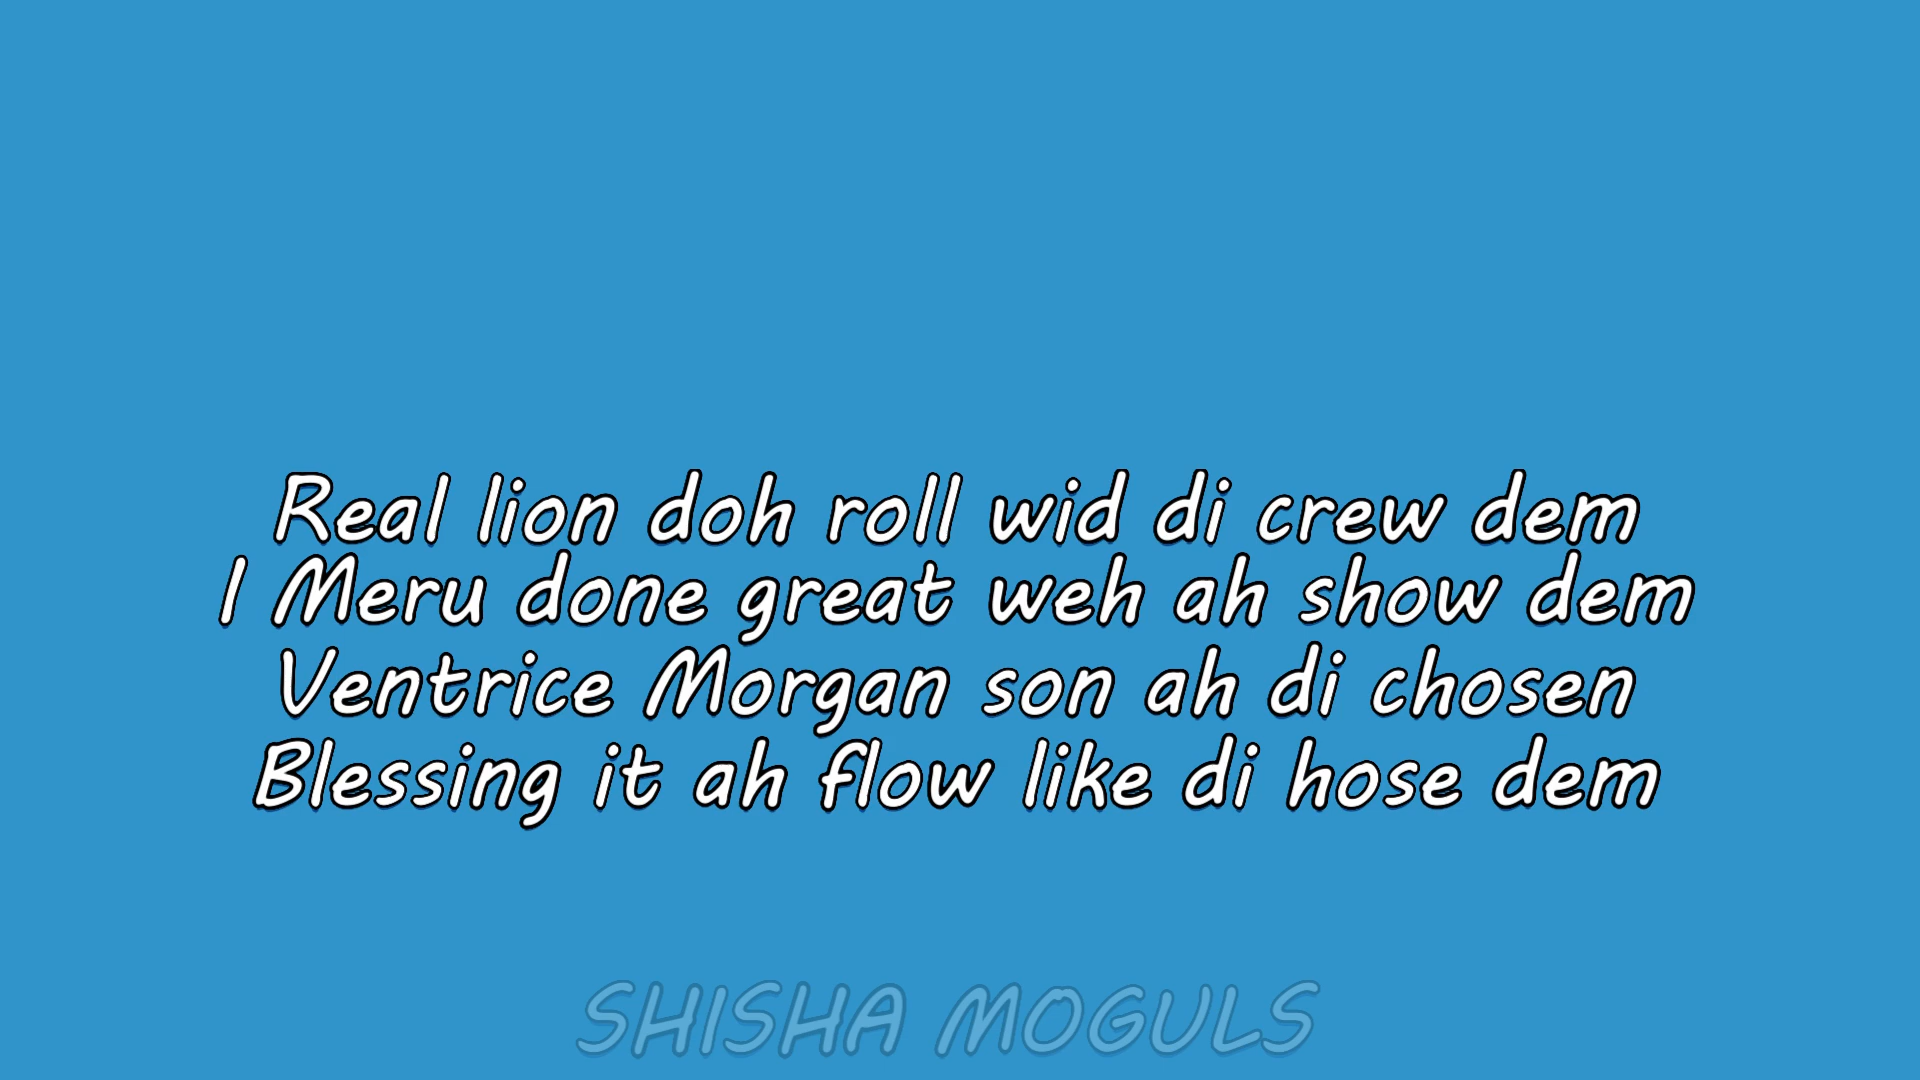 Real lion doh roll wid di crew dem
I Meru done great weh ah show dem
Ventrice Morgan son ah di chosen
Blessing it ah flow like di hose dem
SHISHA MOGULS